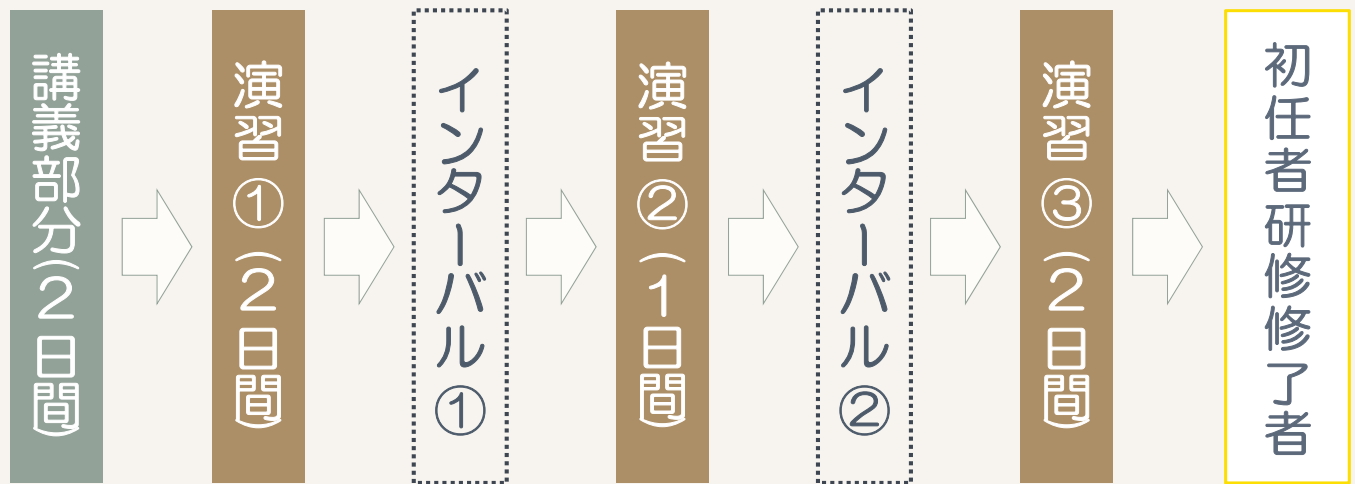 講義部分(2日間)
演習①(2日間)
インターバル①
演習②(1日間)
インターバル②
演習③(2日間)
初任者研修修了者